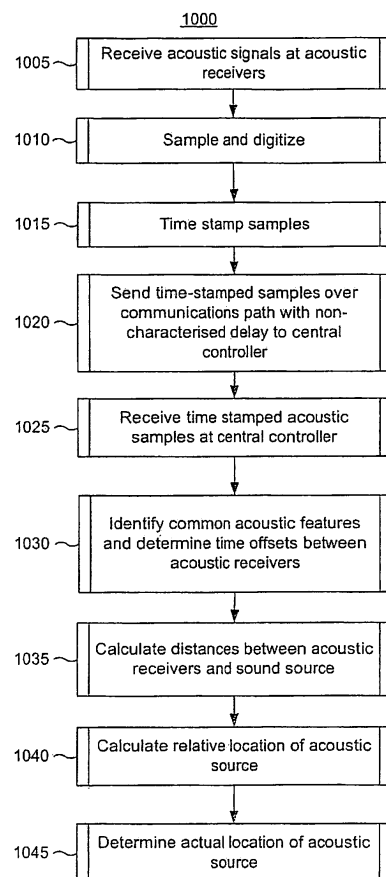 1000
1005
Receive acoustic signals at acoustic
receivers
1010
Sample and digitize
1015
Time stamp samples
1020
Send time-stamped samples over
communications path with non-
characterised delay to central
controller
1025
Receive time stamped acoustic
samples at central controller
1030
Identify common acoustic features
and determine time offsets between
acoustic receivers
1035
Calculate distances between acoustic
receivers and sound source
1040
Calculate relative location of acoustic
source
1045
Determine actual location of acoustic
source